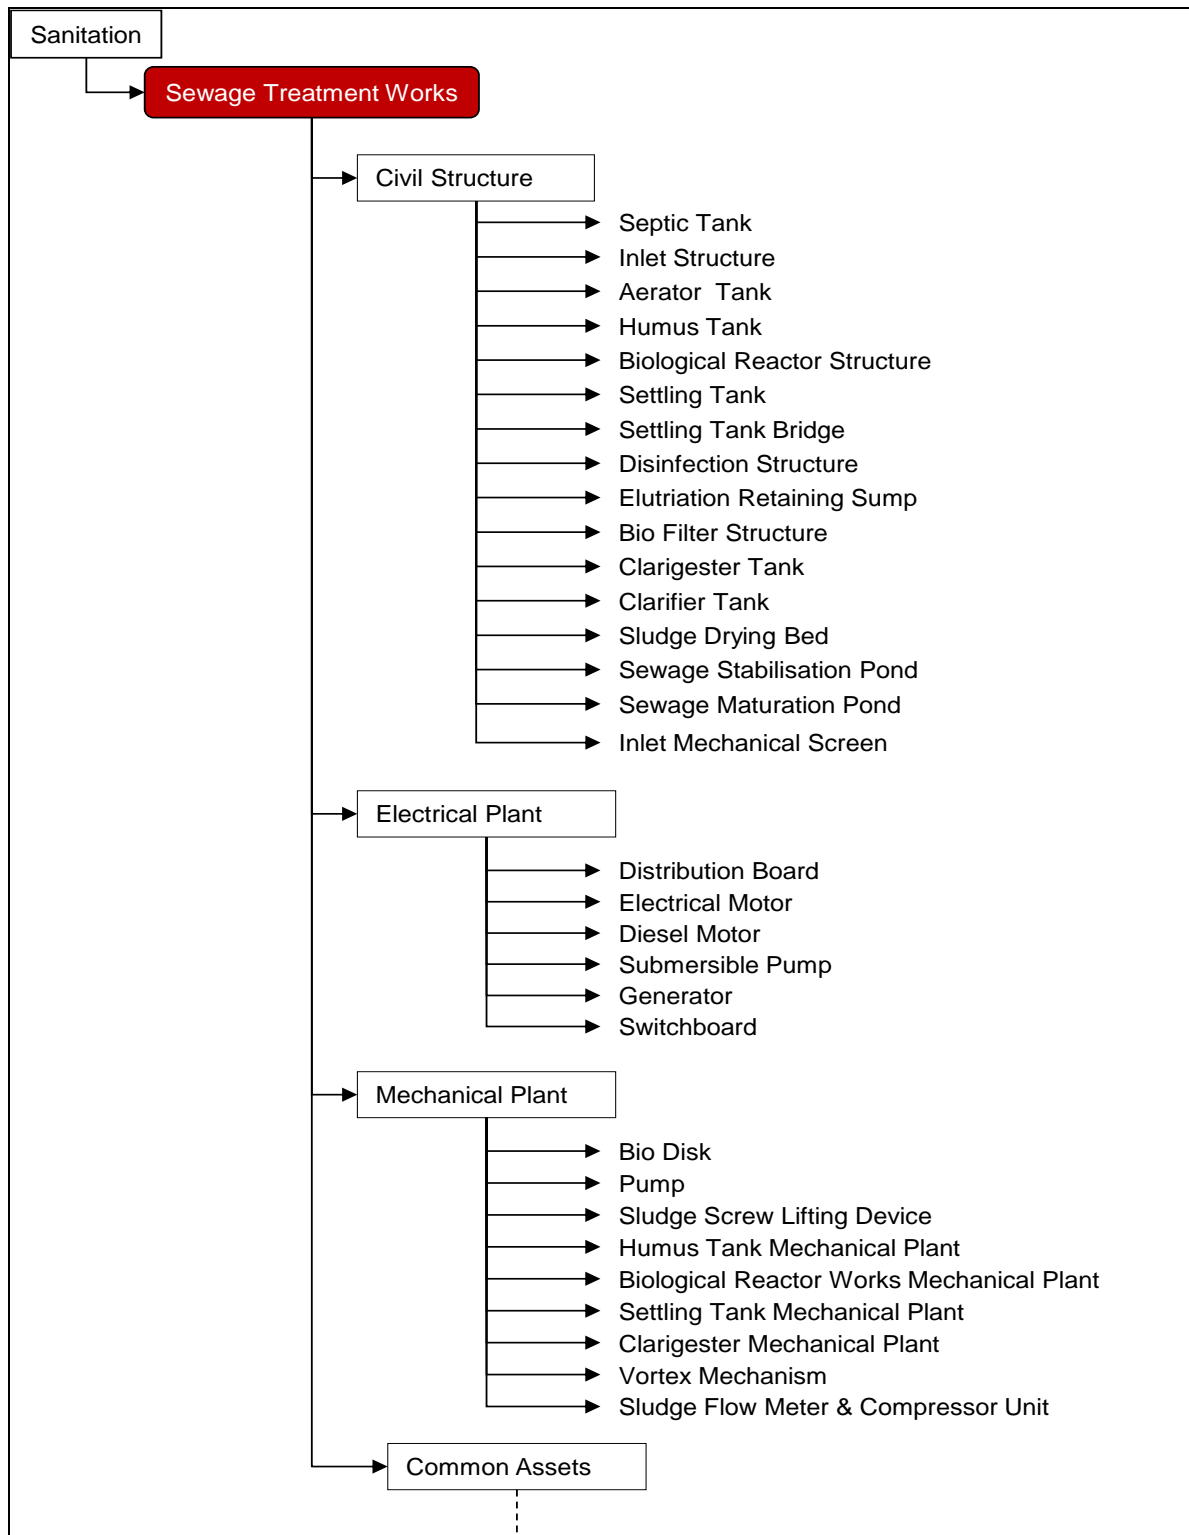 Sanitation
Sewage Treatment Works
Civil Structure
Septic Tank
Inlet Structure
Aerator  Tank
Humus Tank
Biological Reactor Structure
Settling Tank
Settling Tank Bridge
Disinfection Structure
Elutriation Retaining Sump
Bio Filter Structure
Clarigester Tank
Clarifier Tank
Sludge Drying Bed
Sewage Stabilisation Pond
Sewage Maturation Pond
Inlet Mechanical Screen
Electrical Plant
Distribution Board
Electrical Motor
Diesel Motor
Submersible Pump
Generator
Switchboard
Mechanical Plant
Bio Disk
Pump
Sludge Screw Lifting Device
Humus Tank Mechanical Plant
Biological Reactor Works Mechanical Plant
Settling Tank Mechanical Plant
Clarigester Mechanical Plant
Vortex Mechanism
Sludge Flow Meter & Compressor Unit
Common Assets